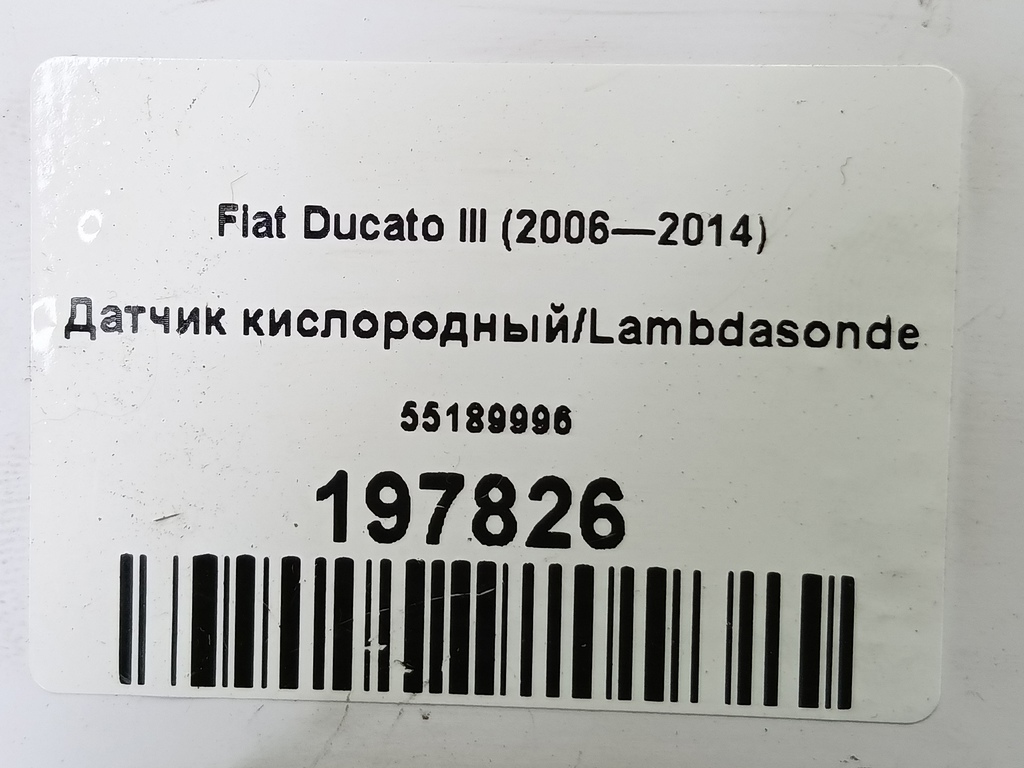 Fiat Ducato III (2006—2014)
Датчик кислородный/Lambdasonde
55189996
197826